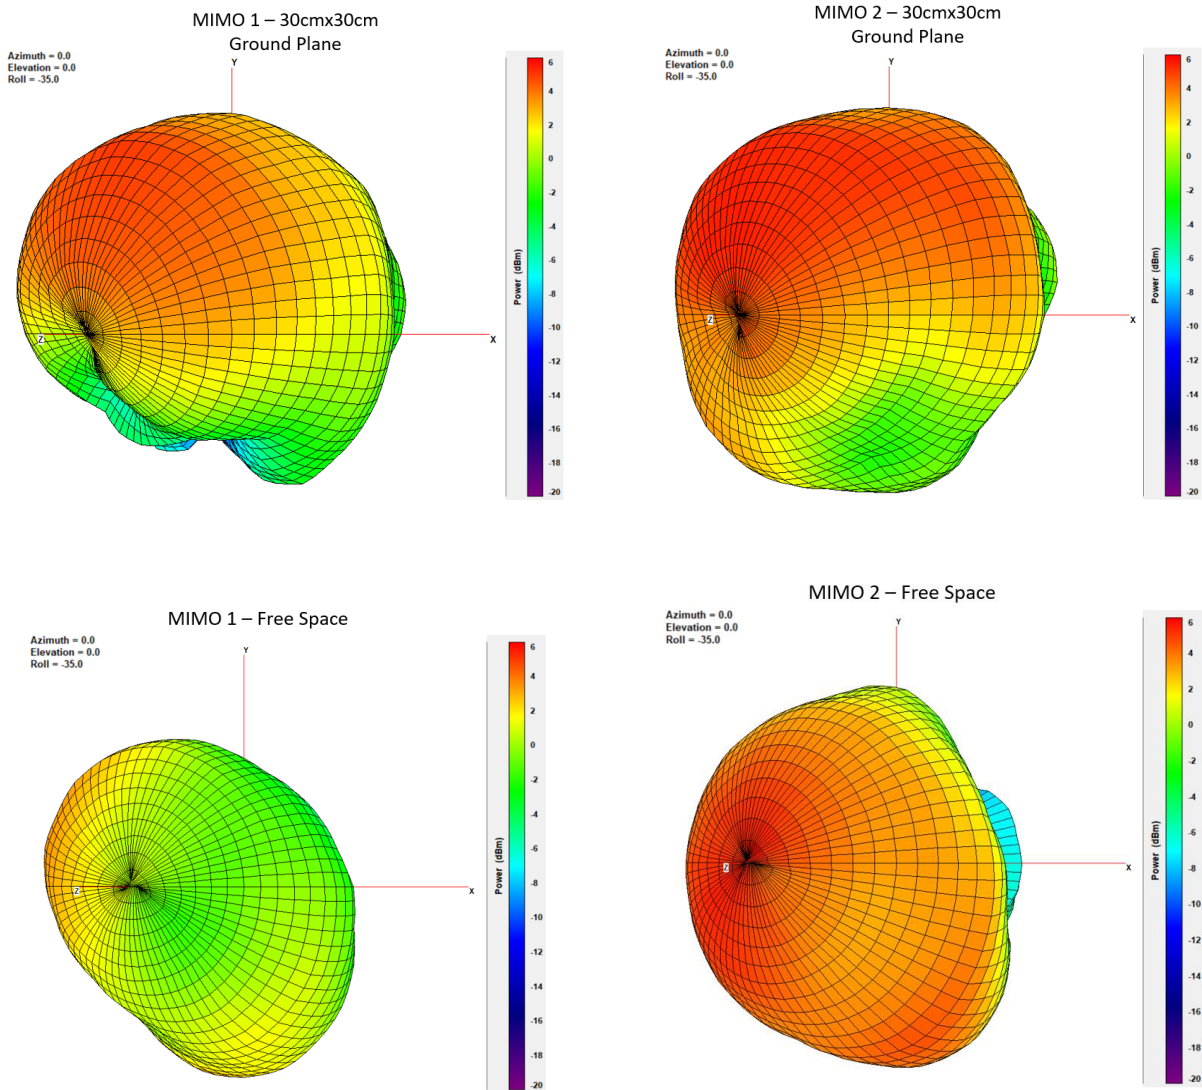 MIMO 1 – 30cmx30cm
Ground Plane
Azimuth = 0.0
Elevation = 0.0
Roll = -35.0
Y
X
Z
Power (dBm)
6
4
2
0
-2
-4
-6
-8
-10
-12
-14
-16
-18
-20
MIMO 2 – 30cmx30cm
Ground Plane
Azimuth = 0.0
Elevation = 0.0
Roll = -35.0
Y
X
Z
Power (dBm)
6
4
2
0
-2
-4
-6
-8
-10
-12
-14
-16
-18
-20
MIMO 1 – Free Space
Azimuth = 0.0
Elevation = 0.0
Roll = -35.0
Y
X
Z
Power (dBm)
6
4
2
0
-2
-4
-6
-8
-10
-12
-14
-16
-18
-20
MIMO 2 – Free Space
Azimuth = 0.0
Elevation = 0.0
Roll = -35.0
Y
X
Z
Power (dBm)
6
4
2
0
-2
-4
-6
-8
-10
-12
-14
-16
-18
-20